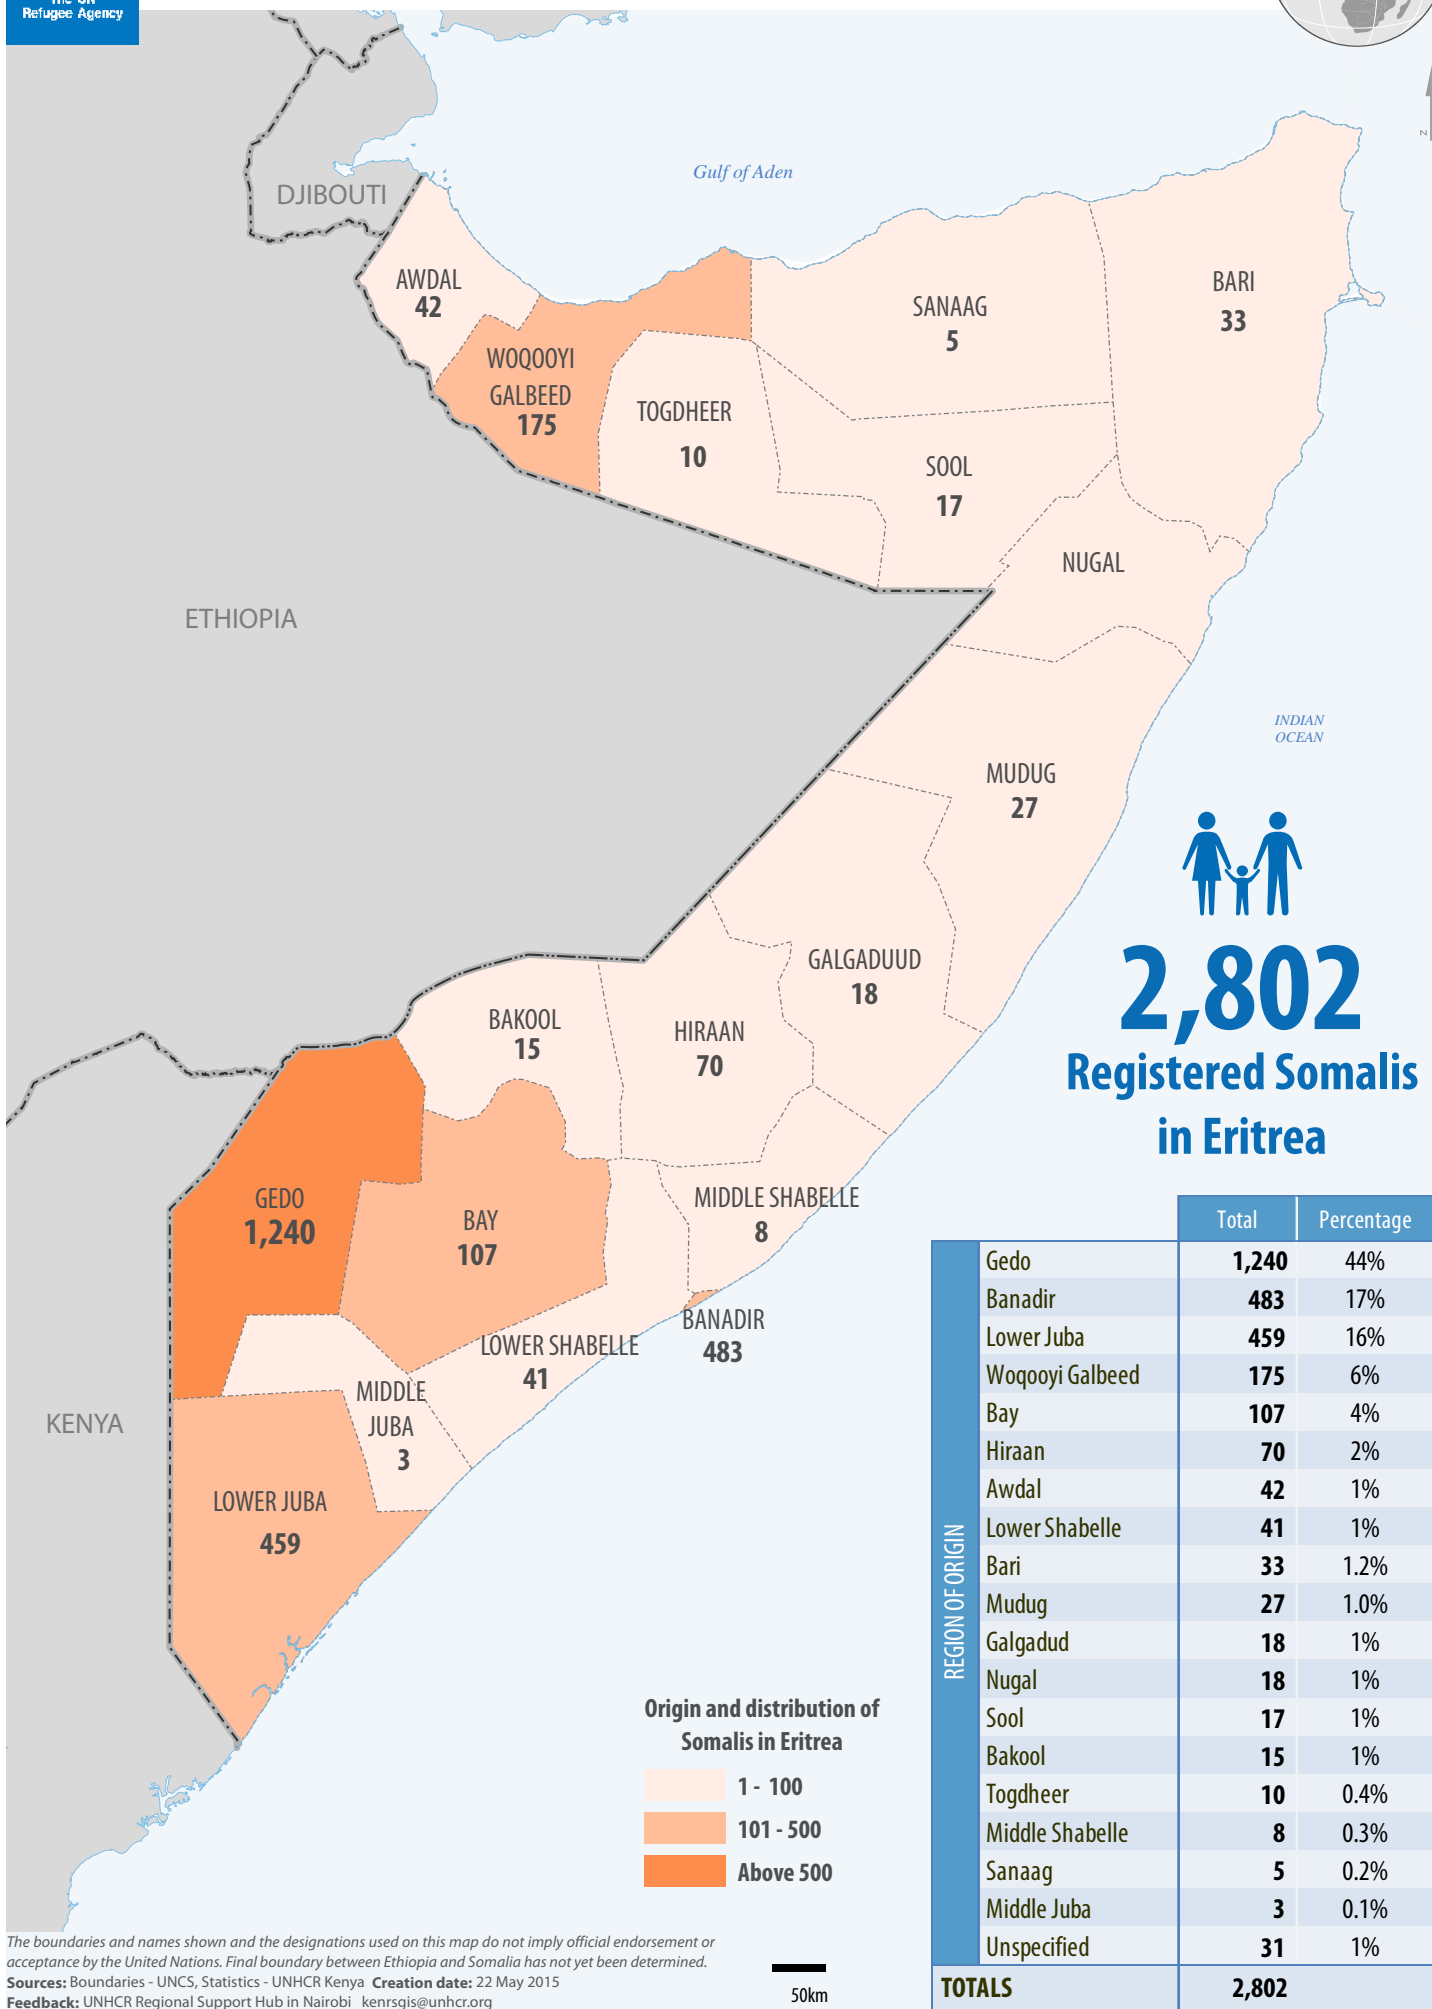 The UN
Refugee Agency
N
DJIBOUTI
Gulf of Aden
AWDAL
42
WOQOOYI
GALBEED
175
TOGDHEER
10
SANAAG
5
BARI
33
SOOL
17
NUGAL
ETHIOPIA
INDIAN
OCEAN
MUDUG
27
GALGADUUD
18
BAKOOL
15
HIRAAN
70
2,802
Registered Somalis
in Eritrea
GEDO
1,240
BAY
107
MIDDLE SHABELLE
8
BANADIR
483
LOWER SHABELLE
41
MIDDLE
JUBA
3
KENYA
LOWER JUBA
459
Total Percentage
REGION OF ORIGIN
Gedo 1,240 44%
Banadir 483 17%
Lower Juba 459 16%
Woqooyi Galbeed 175 6%
Bay 107 4%
Hiraan 70 2%
Awdal 42 1%
Lower Shabelle 41 1%
Bari 33 1.2%
Mudug 27 1.0%
Galgadud 18 1%
Nugal 18 1%
Sool 17 1%
Bakool 15 1%
Togdheer 10 0.4%
Middle Shabelle 8 0.3%
Sanaag 5 0.2%
Middle Juba 3 0.1%
Unspecified 31 1%
TOTALS 2,802
Origin and distribution of
Somalis in Eritrea
1 - 100
101 - 500
Above 500
The boundaries and names shown and the designations used on this map do not imply official endorsement or
acceptance by the United Nations. Final boundary between Ethiopia and Somalia has not yet been determined.
Sources: Boundaries - UNCS, Statistics - UNHCR Kenya Creation date: 22 May 2015
Feedback: UNHCR Regional Support Hub in Nairobi kenrsgis@unhcr.org
50km